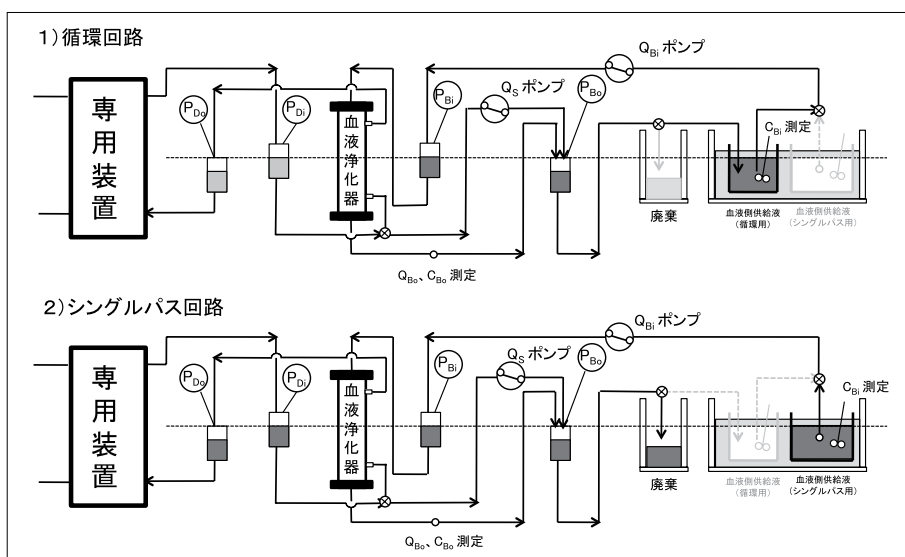 1）循環回路
Q_Bi ポンプ
Q_S ポンプ
P_Do
P_Di
P_Bi
P_Bo
専用装置
血液浄化器
C_Bi 測定
廃棄
血液側供給液
（循環用）
血液側供給液
（シングルパス用）
Q_Bo、C_Bo 測定
2）シングルパス回路
Q_Bi ポンプ
Q_S ポンプ
P_Do
P_Di
P_Bi
P_Bo
専用装置
血液浄化器
C_Bi 測定
廃棄
血液側供給液
（循環用）
血液側供給液
（シングルパス用）
Q_Bo、C_Bo 測定